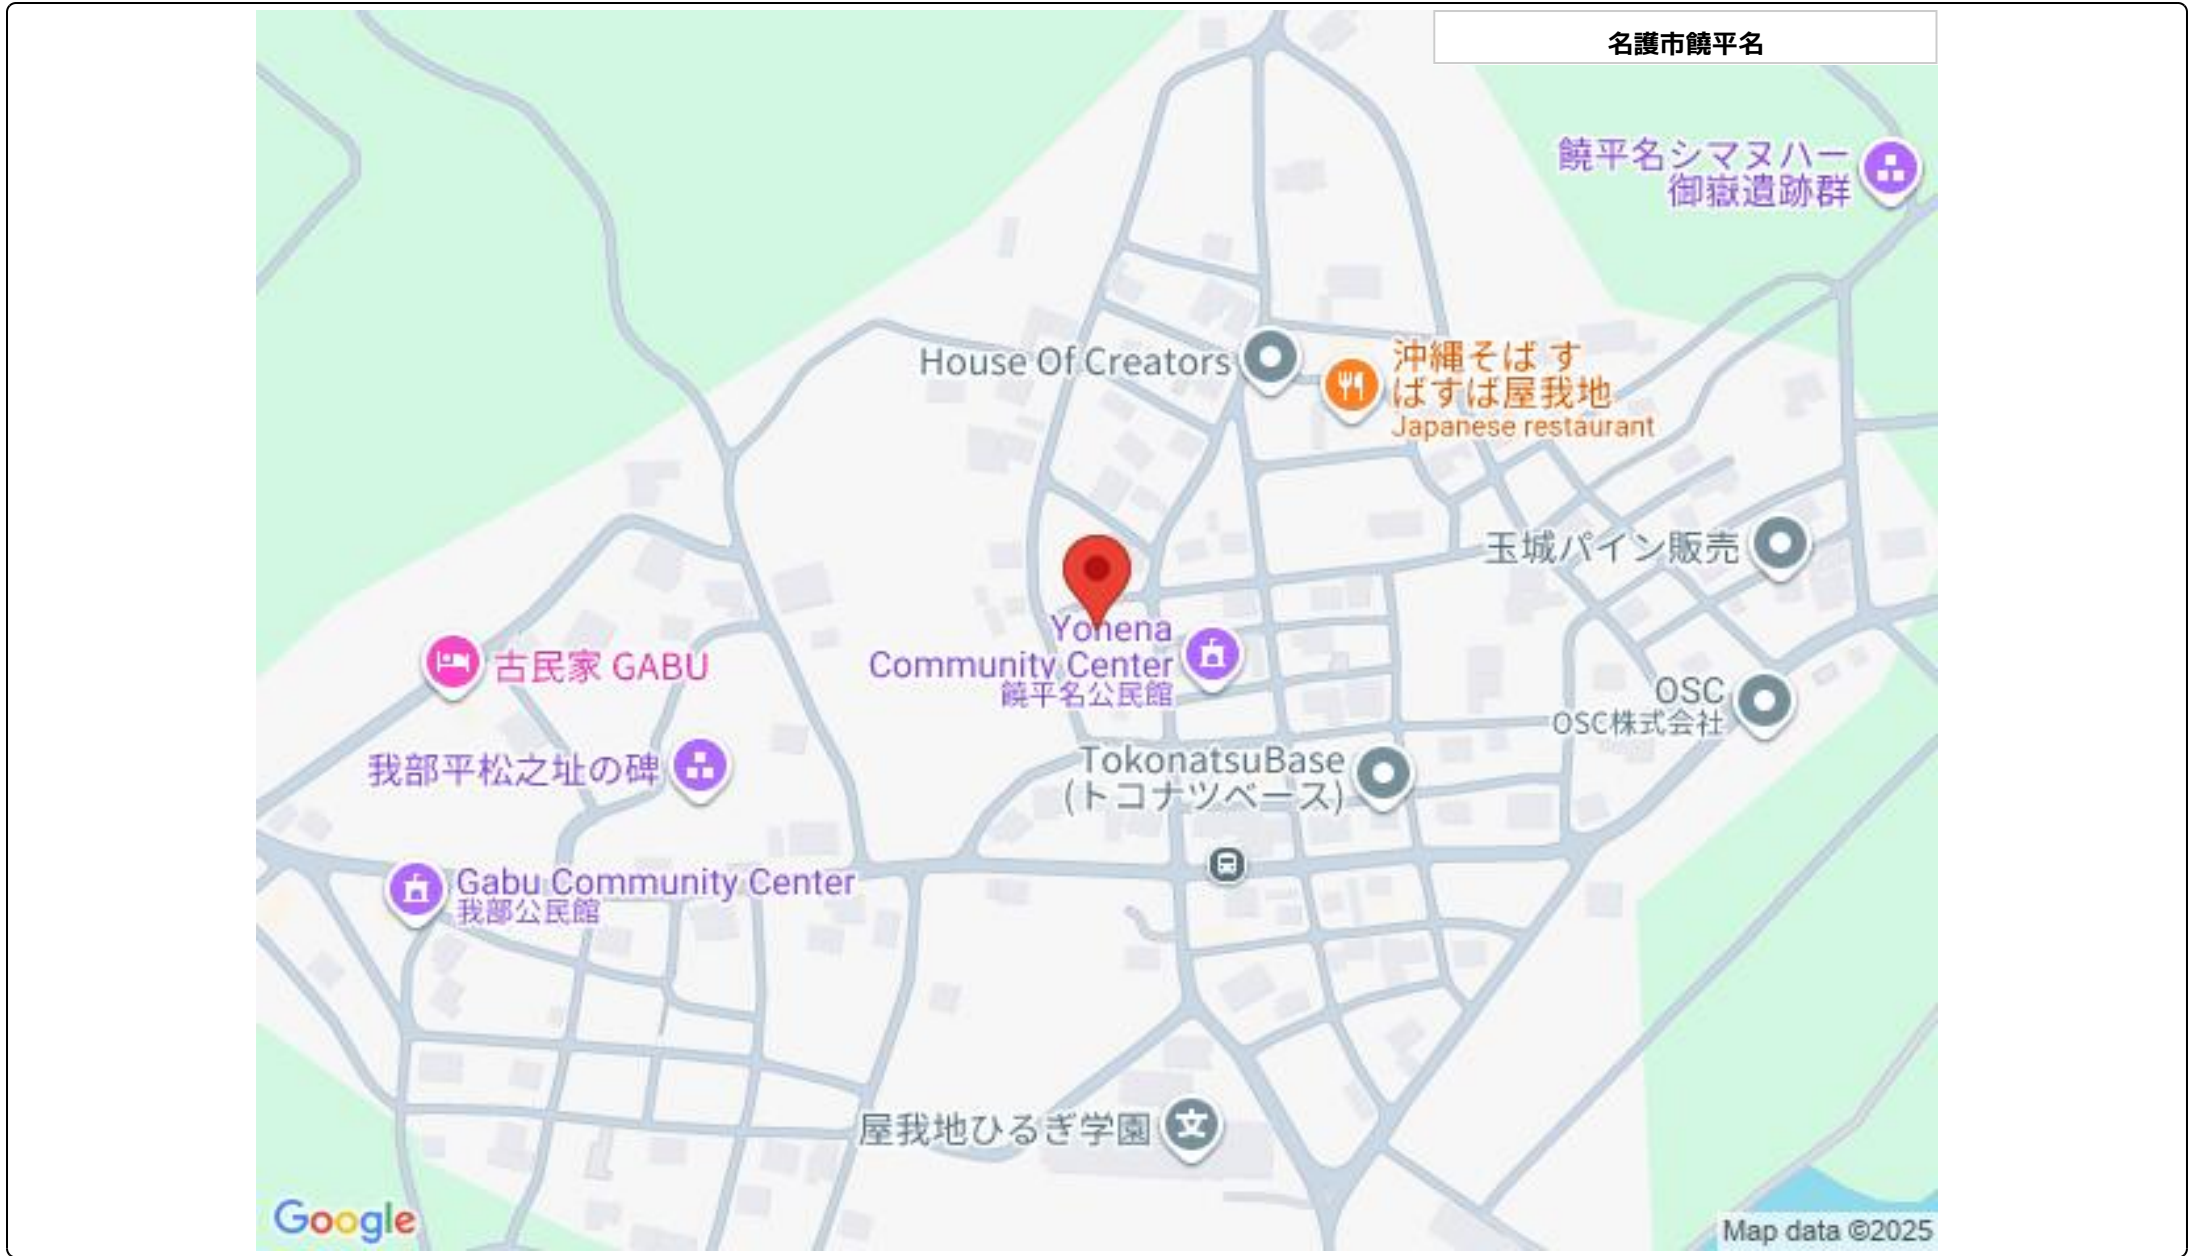 名護市饒平名
饒平名シマヌハー
御嶽遺跡群
House Of Creators
沖縄そば す
ばすば屋我地
Japanese restaurant
玉城パイン販売
Yonena
Community Center
饒平名公民館
古民家 GABU
OSC
OSC株式会社
我部平松之址の碑
TokonatsuBase
(トコナツベース)
Gabu Community Center
我部公民館
屋我地ひるぎ学園
文
Google
Map data ©2025